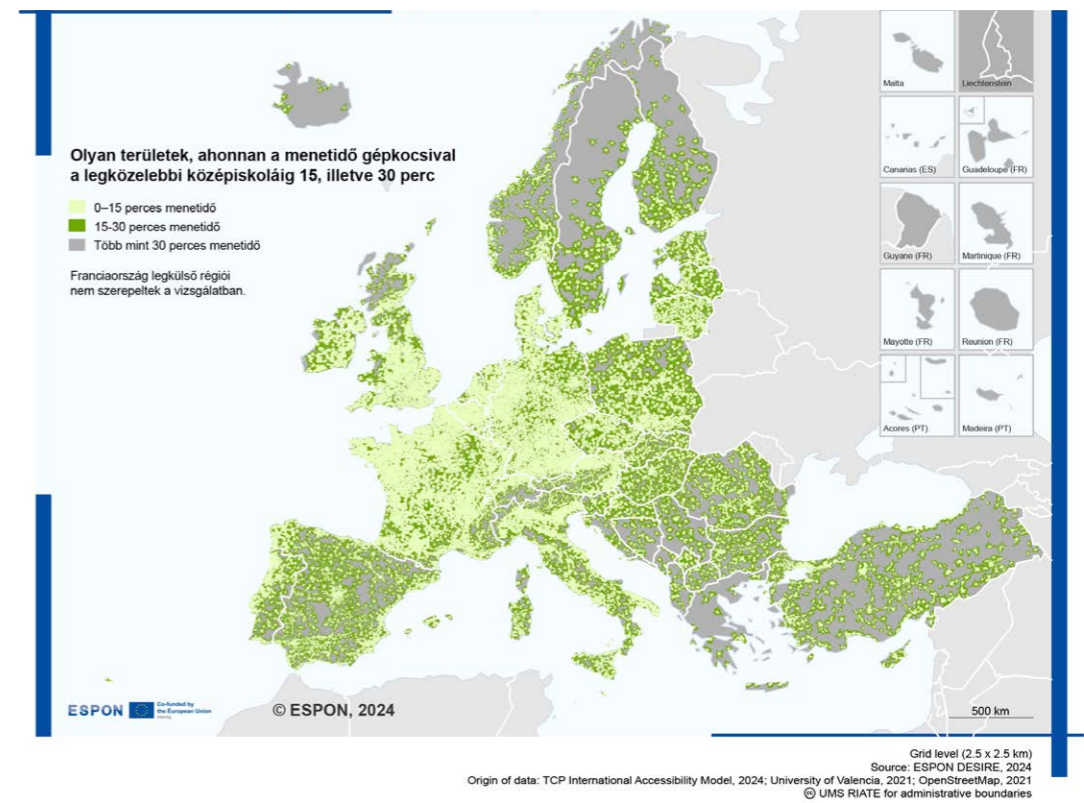 Olyan területek, ahonnan a menetidő gépkocsival
a legközelebbi középiskoláig 15, illetve 30 perc
0–15 perces menetidő
15-30 perces menetidő
Több mint 30 perces menetidő
Franciaország legkülső régiói
nem szerepeltek a vizsgálatban.
Malta
Liechtenstein
Canarias (ES)
Guadeloupe (FR)
Guyane (FR)
Martinique (FR)
Mayotte (FR)
Reunion (FR)
Acores (PT)
Madeira (PT)
ESPON
Co-funded by
the European Union
Interreg
© ESPON, 2024
500 km
Grid level (2.5 x 2.5 km)
Source: ESPON DESIRE, 2024
Origin of data: TCP International Accessibility Model, 2024; University of Valencia, 2021; OpenStreetMap, 2021
UMS RIATE for administrative boundaries